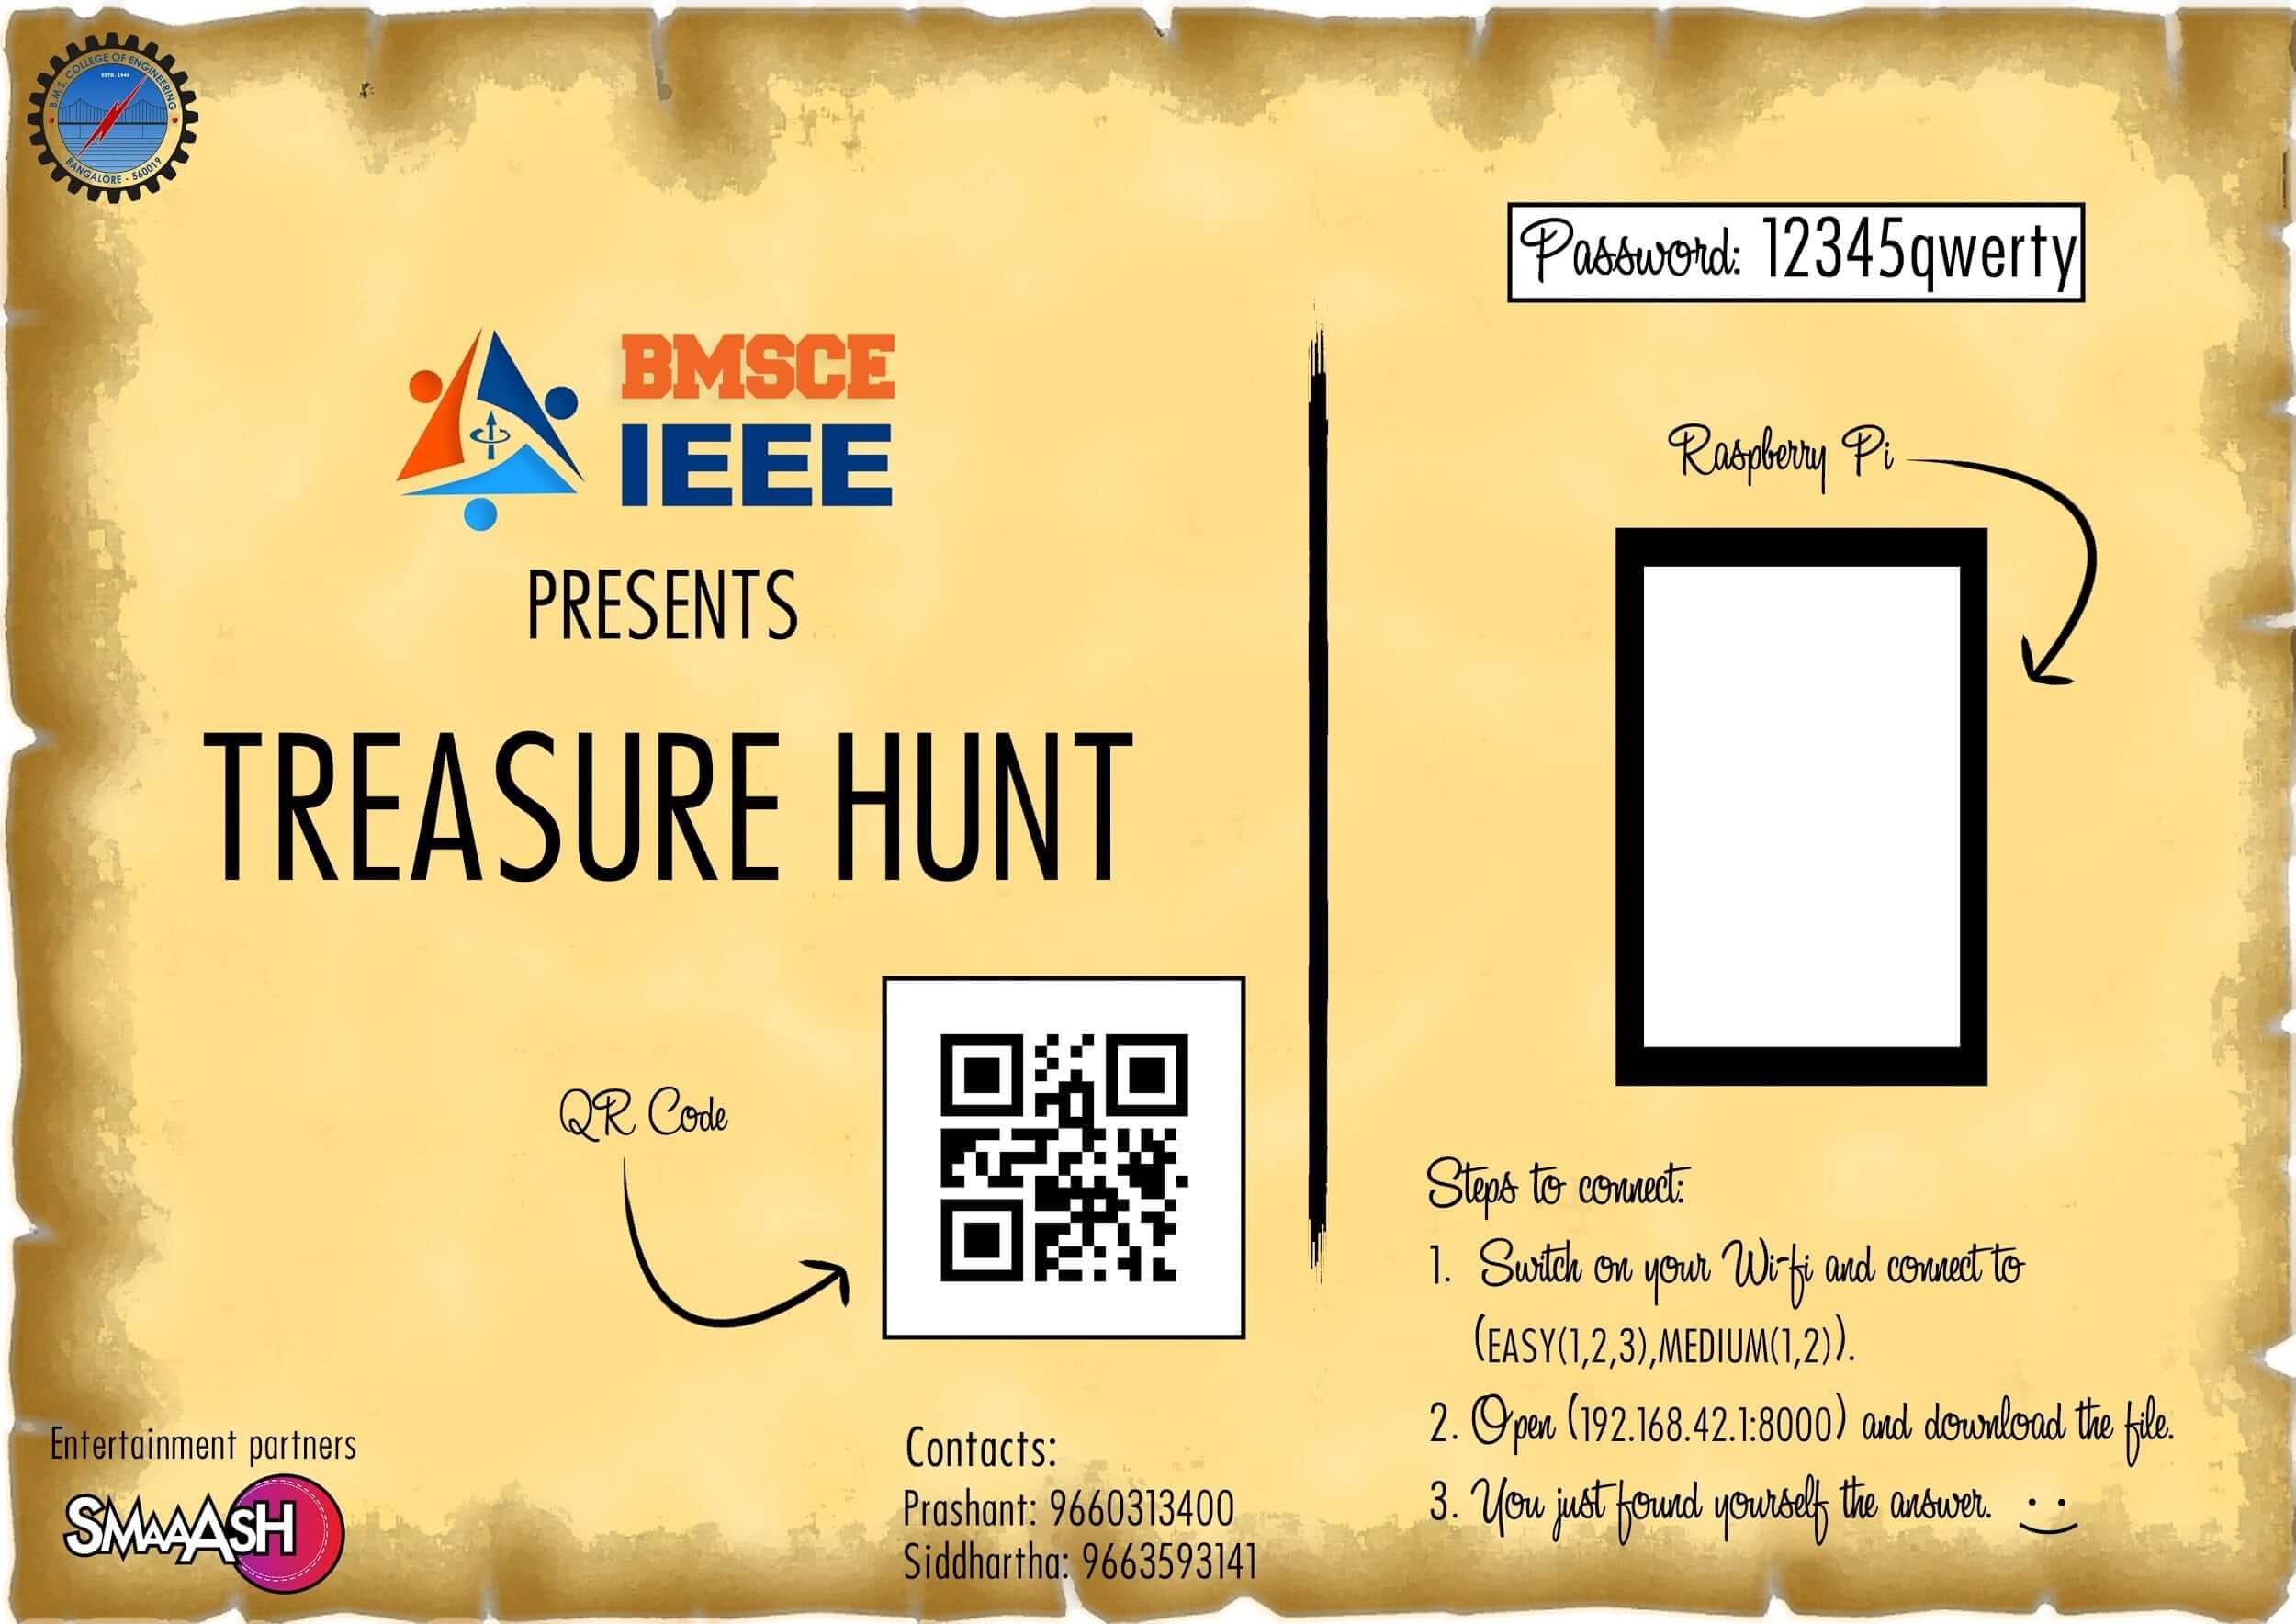 B.M.S. COLLEGE OF ENGINEERING
ESTD. 1946
BANGALORE - 560019
BMSCE
IEEE
PRESENTS
TREASURE HUNT
QR Code
Entertainment partners
SMAAASH
Contacts:
Prashant: 9660313400
Siddhartha: 9663593141
Password: 12345qwerty
Raspberry Pi
Steps to connect:
1. Switch on your Wi-fi and connect to
(EASY(1,2,3),MEDIUM(1,2)).
2. Open (192.168.42.1:8000) and download the file.
3. You just found yourself the answer.